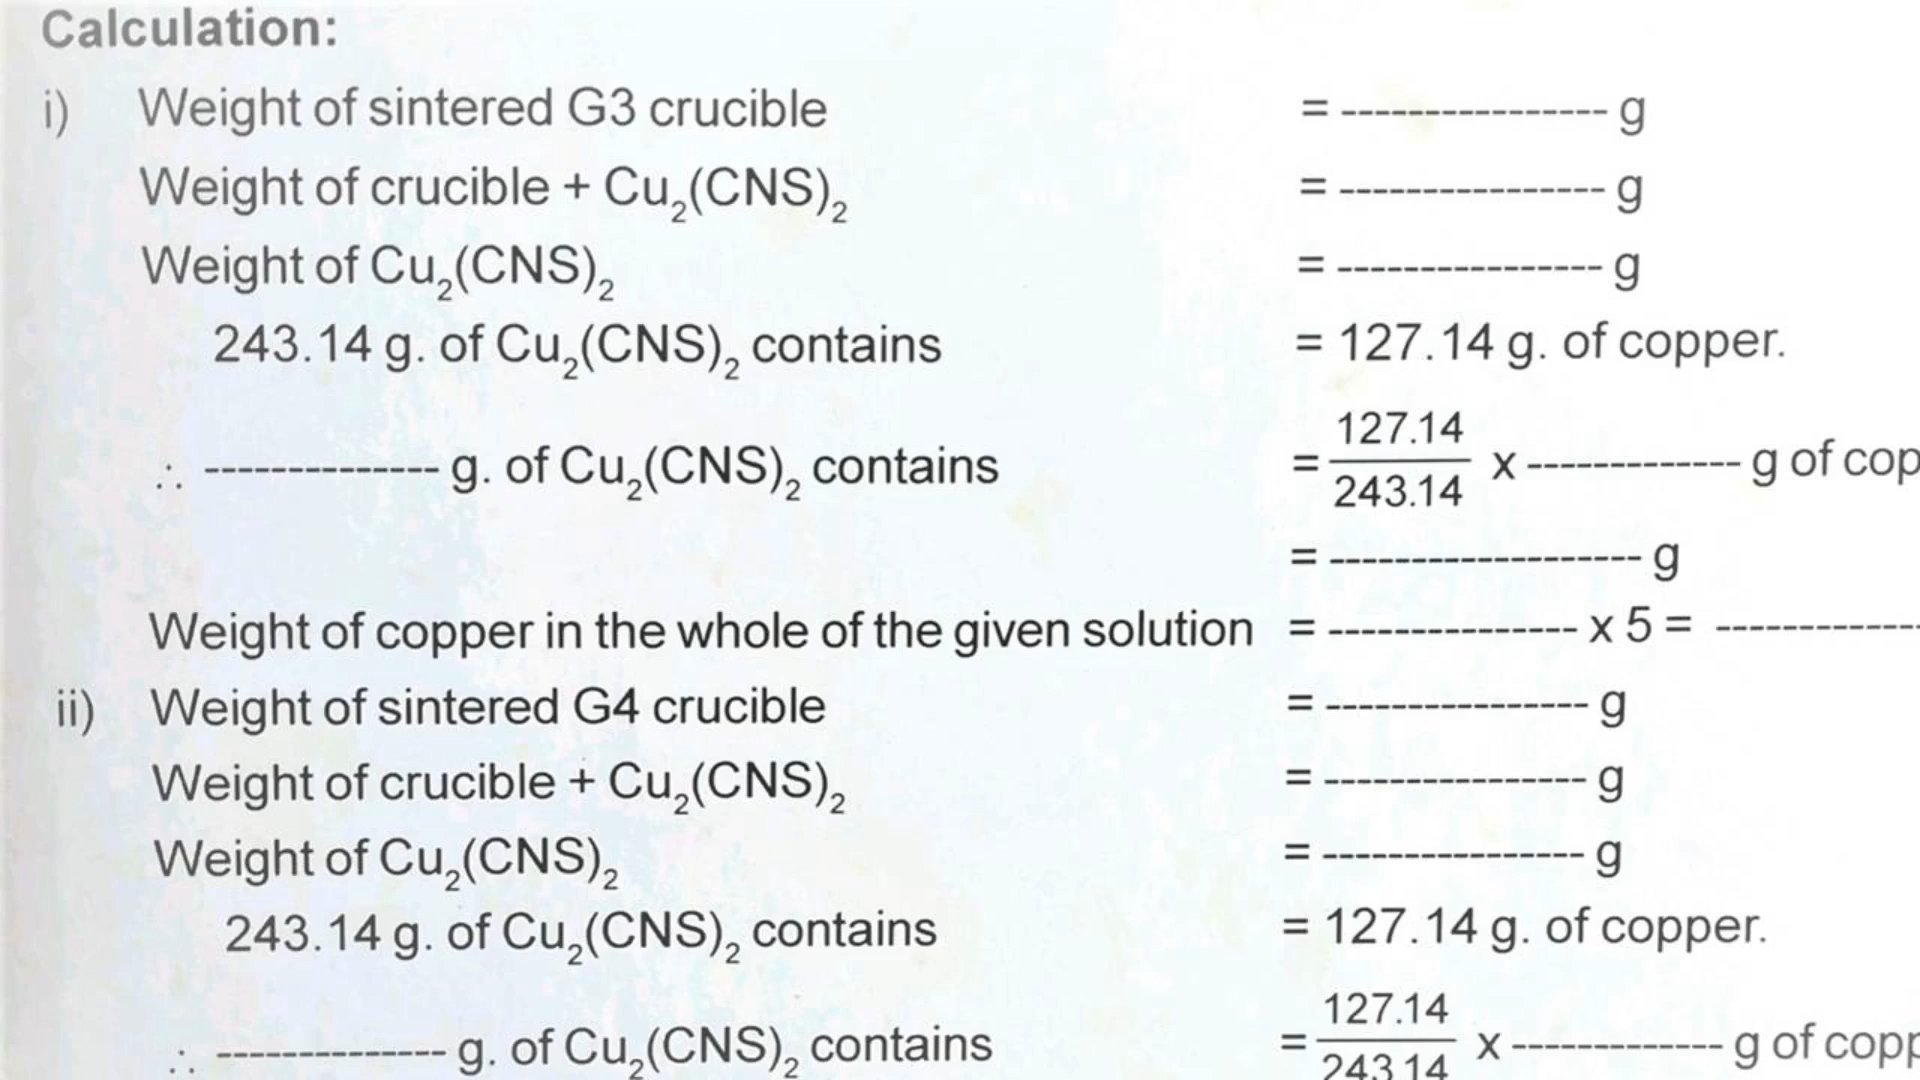 Calculation:
i) Weight of sintered G3 crucible = ---------------- g
Weight of crucible + Cu₂(CNS)₂ = ---------------- g
Weight of Cu₂(CNS)₂ = ---------------- g
243.14 g. of Cu₂(CNS)₂ contains = 127.14 g. of copper.
∴ -------------- g. of Cu₂(CNS)₂ contains = 127.14/243.14 x ------------- g of cop
= ------------------- g
Weight of copper in the whole of the given solution = --------------- x 5 = ------------
ii) Weight of sintered G4 crucible = ---------------- g
Weight of crucible + Cu₂(CNS)₂ = ---------------- g
Weight of Cu₂(CNS)₂ = ---------------- g
243.14 g. of Cu₂(CNS)₂ contains = 127.14 g. of copper.
∴ -------------- g. of Cu₂(CNS)₂ contains = 127.14/243.14 x ------------- g of copp